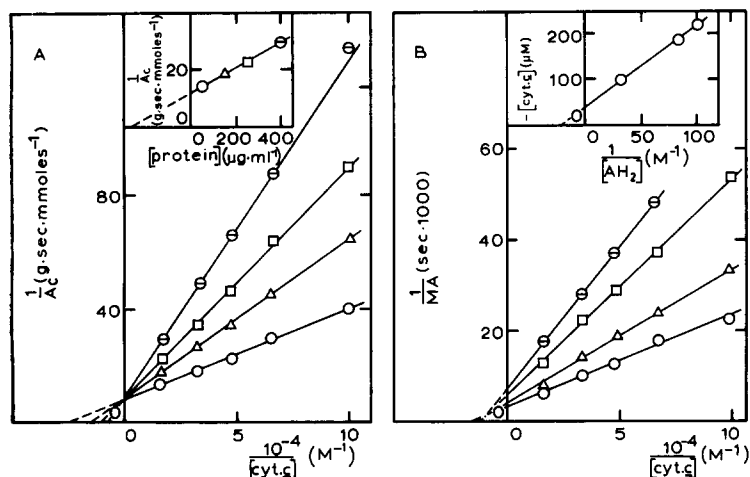 A
1/Ac (g·sec·mmoles⁻¹)
20
0
0 200 400
[protein](μg·ml⁻¹)
1/Ac (g·sec·mmoles⁻¹)
80
40
0
0 5 10
10⁻⁴/[cyt.c] (M⁻¹)
B
-[cyt.c](μM)
200
100
0
0 50 100
1/[AH₂] (M⁻¹)
1/MA (sec·1000)
60
40
20
0
0 5 10
10⁻⁴/[cyt.c] (M⁻¹)